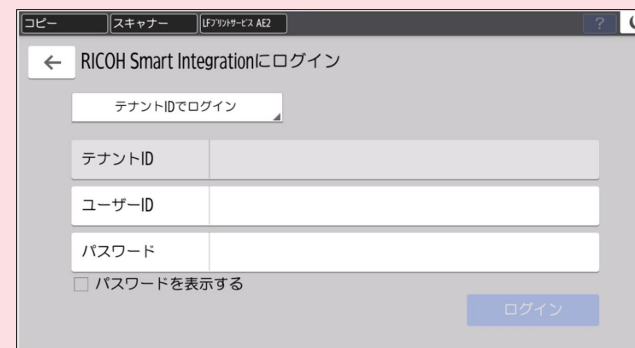 コピー
スキャナー
LFプリントサービス AE2
?
← RICOH Smart Integrationにログイン
テナントIDでログイン
テナントID
ユーザーID
パスワード
パスワードを表示する
ログイン